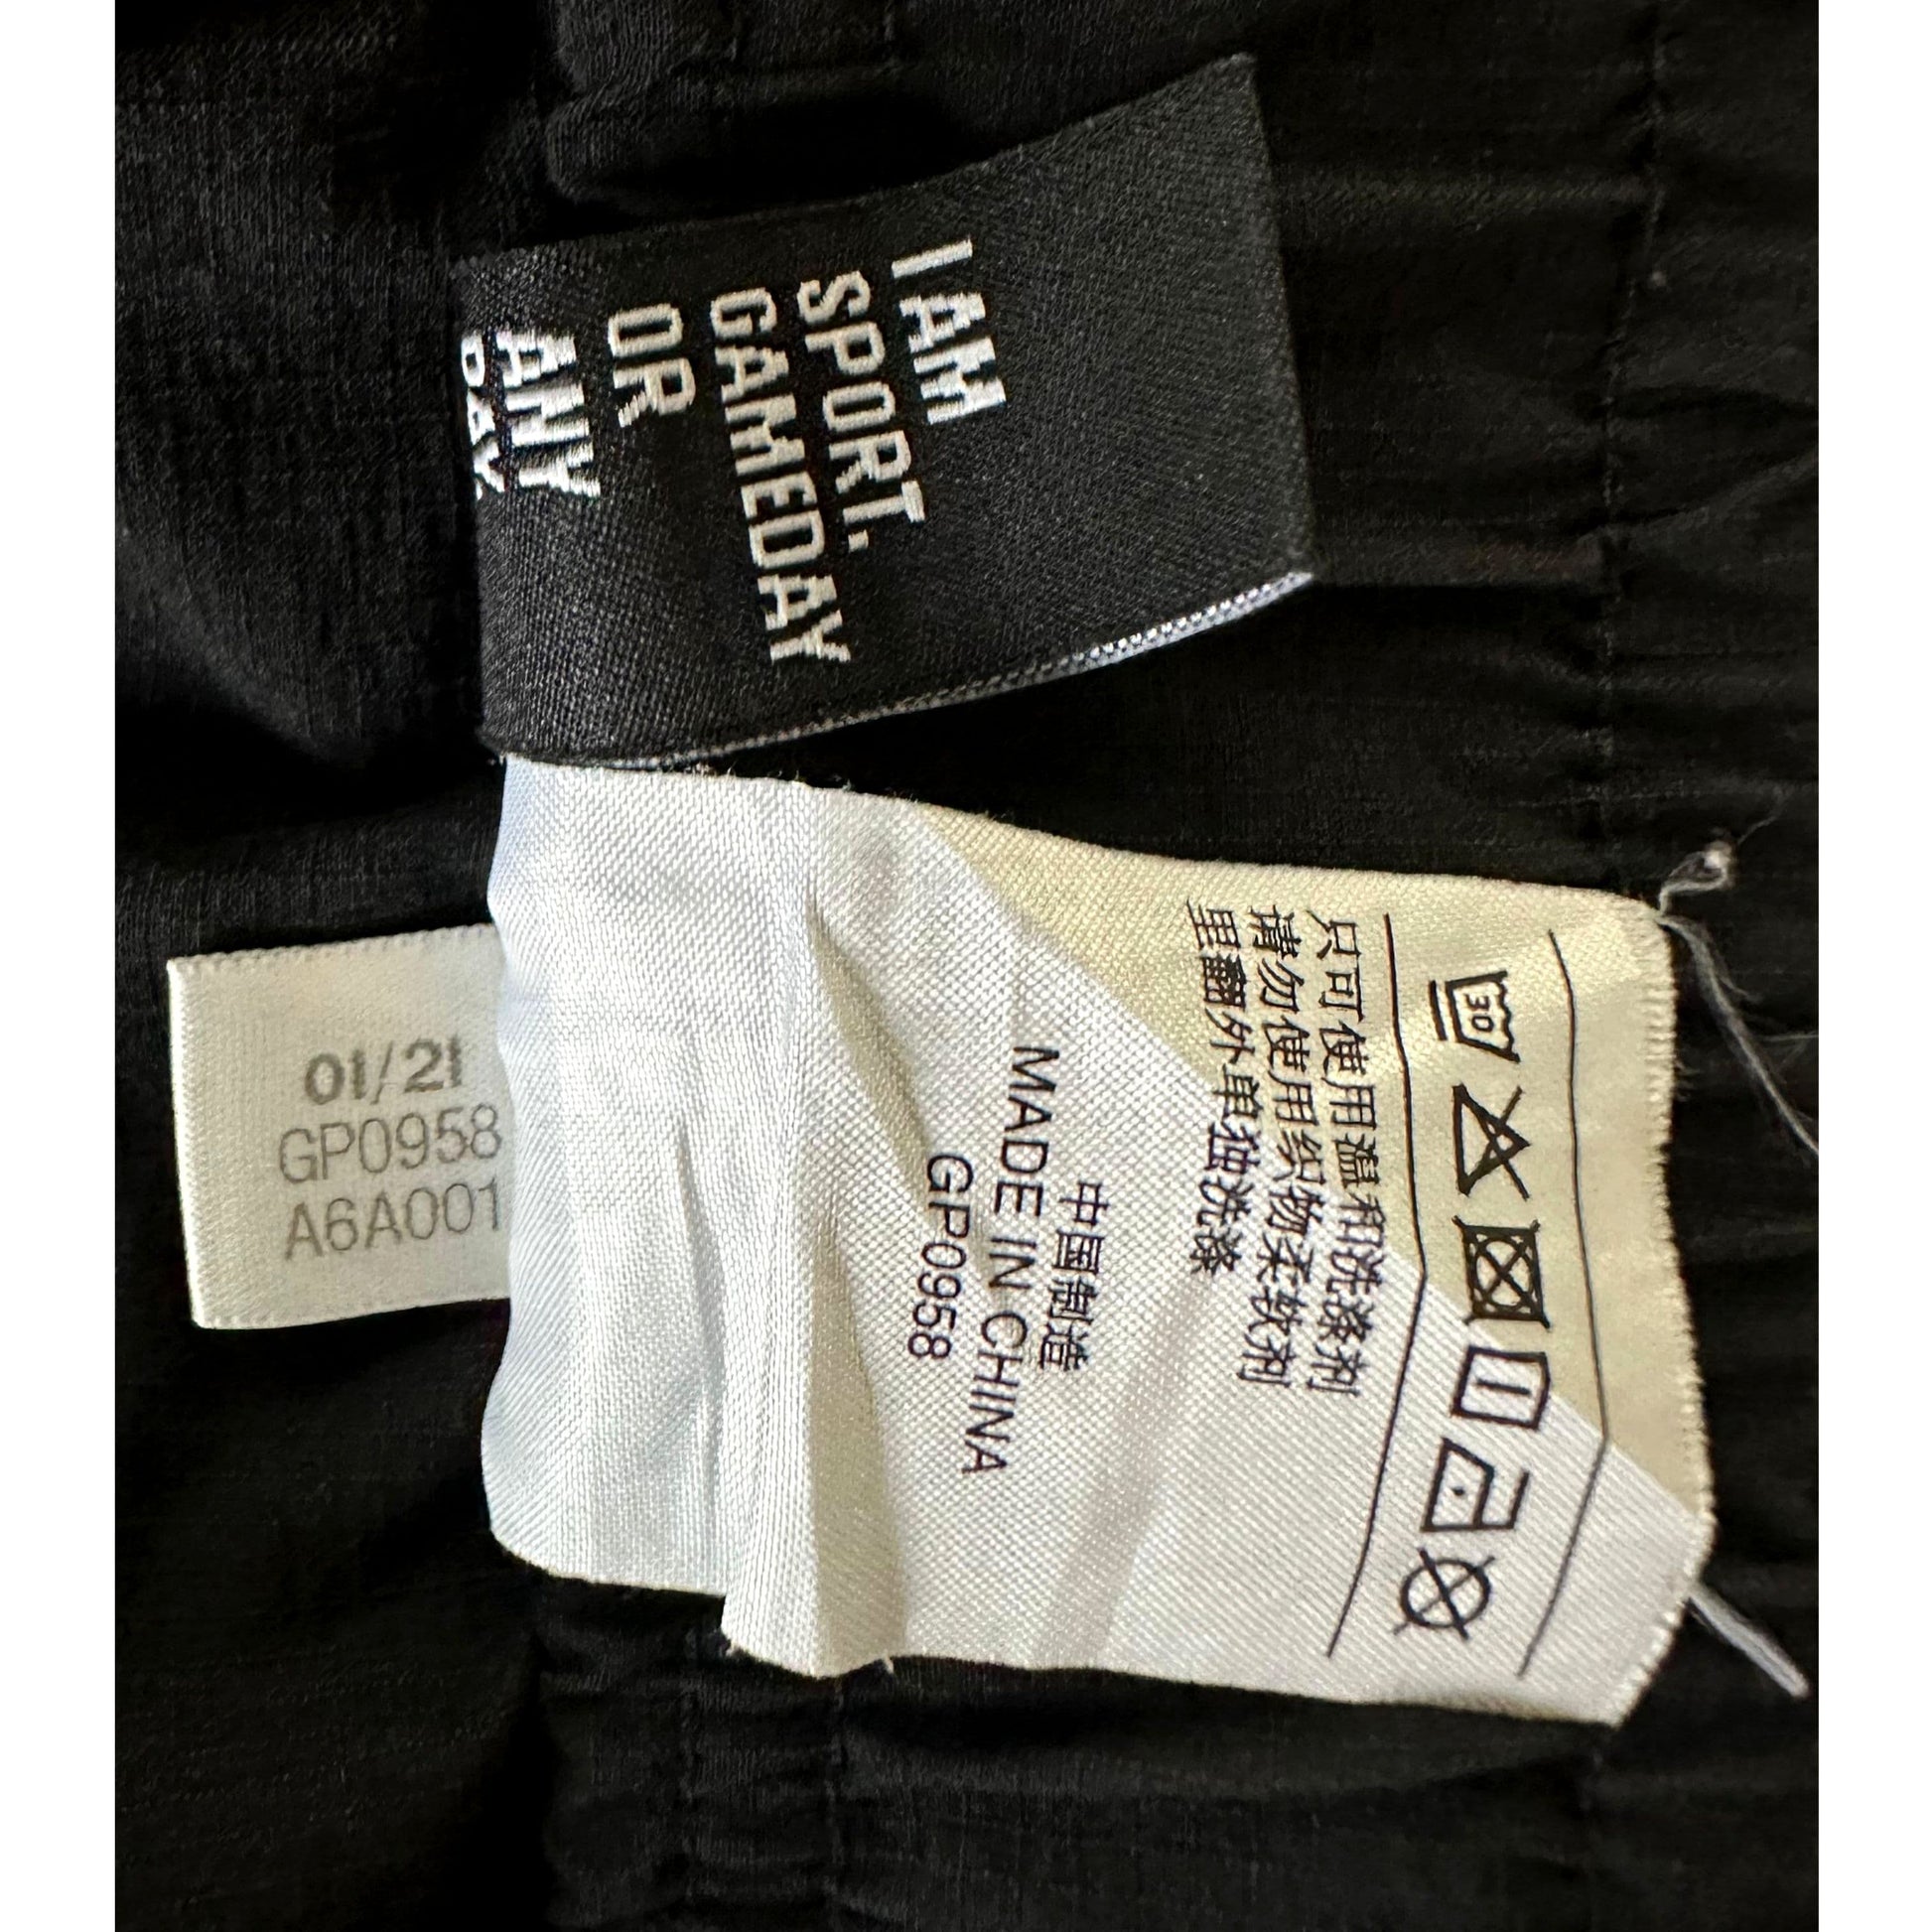 I AM
SPORT.
GAMEDAY
OR
ANY
DAY.
01/21
GP0958
A6A001
30
只可使用温和洗涤剂
请勿使用织物柔软剂
里翻外单独洗涤
中国制造
MADE IN CHINA
GP0958